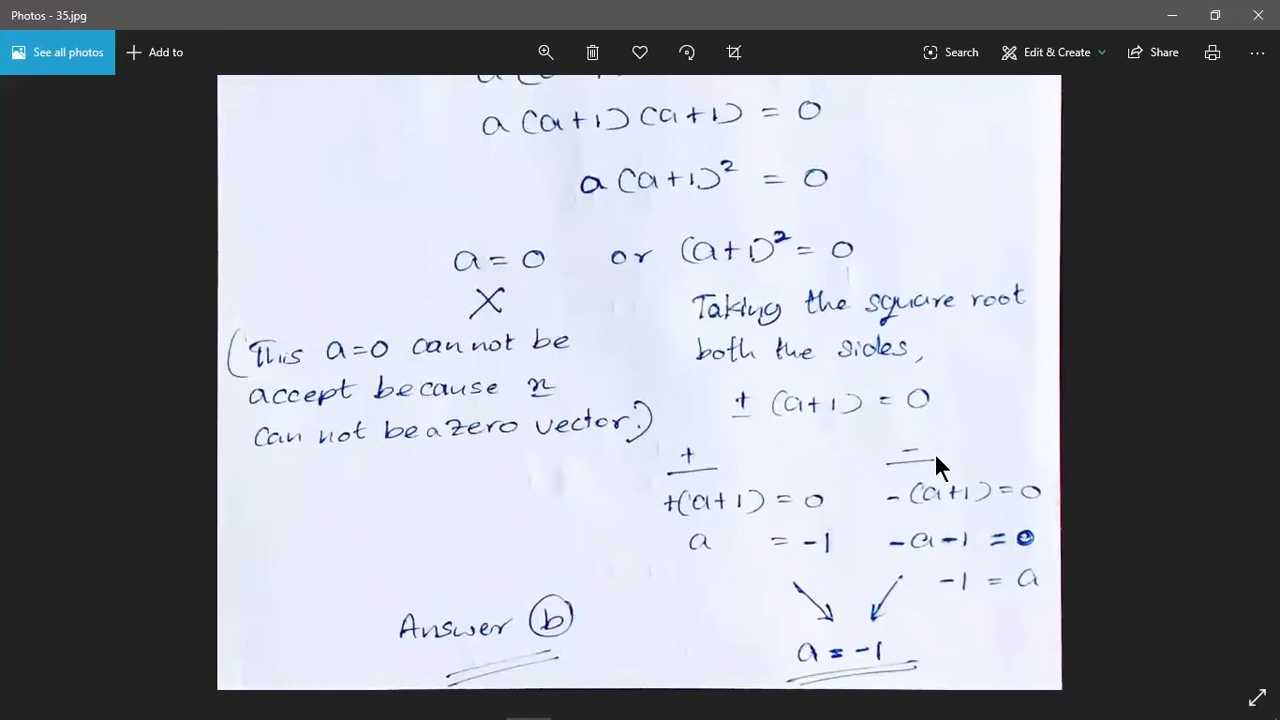 Photos - 35.jpg
See all photos
Add to
Search
Edit & Create
Share
a (a+1) (a+1) = 0
a (a+1)² = 0
a = 0 or (a+1)² = 0
X
Taking the square root
both the sides,
(This a=0 cannot be
accept because x
can not be a zero vector.)
± (a+1) = 0
+ -
+(a+1) = 0 -(a+1) = 0
a = -1 -a-1 = 0
-1 = a
Answer (b)
a = -1